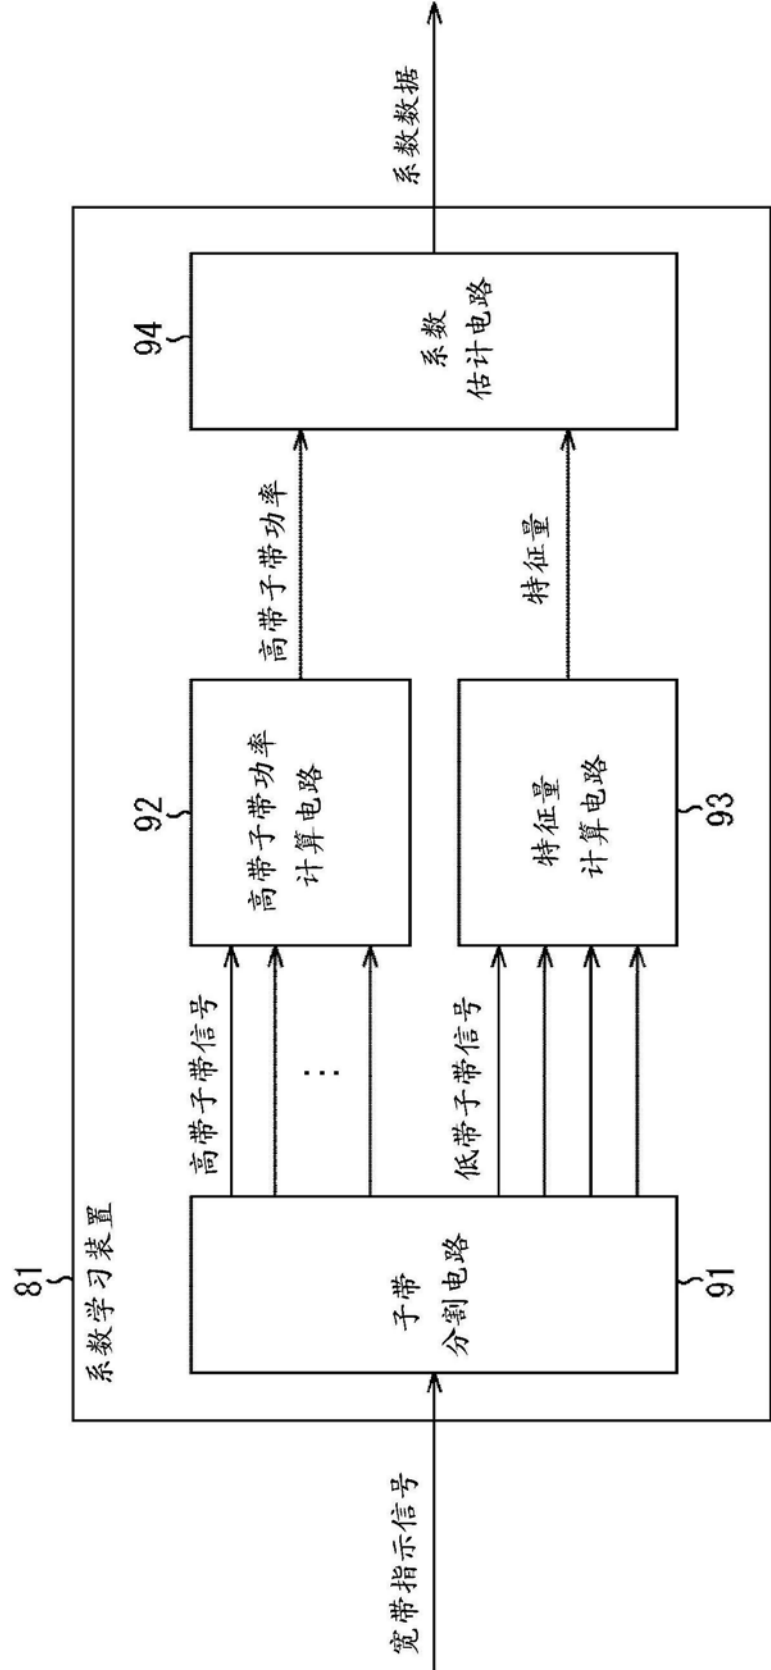 81
系数学习装置
宽带指示信号
子带
分割电路
91
高带子带信号
...
低带子带信号
92
高带子带功率
计算电路
特征量
计算电路
93
高带子带功率
特征量
94
系数
估计电路
系数数据